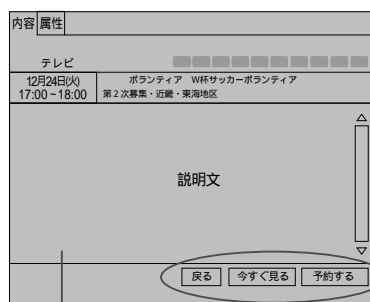 内容 属性
テレビ
12月24日(火) ボランティア W杯サッカーボランティア
17:00~18:00 第2次募集・近畿・東海地区
説明文
戻る 今すぐ見る 予約する